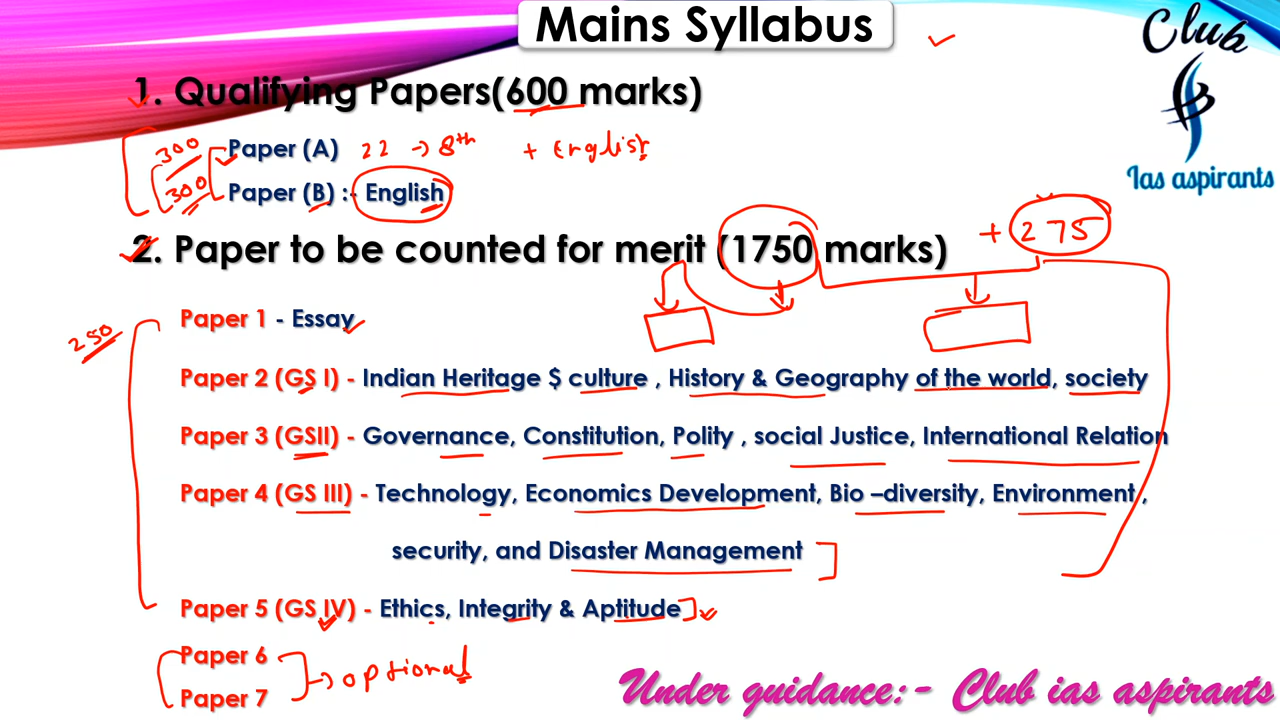 Mains Syllabus
Club
Ias aspirants
1. Qualifying Papers(600 marks)
300 Paper (A) 22 → 8th + English
300 Paper (B) :- English
2. Paper to be counted for merit (1750 marks) + 275
250
Paper 1 - Essay
Paper 2 (GS I) - Indian Heritage $ culture , History & Geography of the world, society
Paper 3 (GSII) - Governance, Constitution, Polity , social Justice, International Relation
Paper 4 (GS III) - Technology, Economics Development, Bio –diversity, Environment ,
security, and Disaster Management
Paper 5 (GS IV) - Ethics, Integrity & Aptitude
Paper 6
Paper 7 → optional
Under guidance:- Club ias aspirants